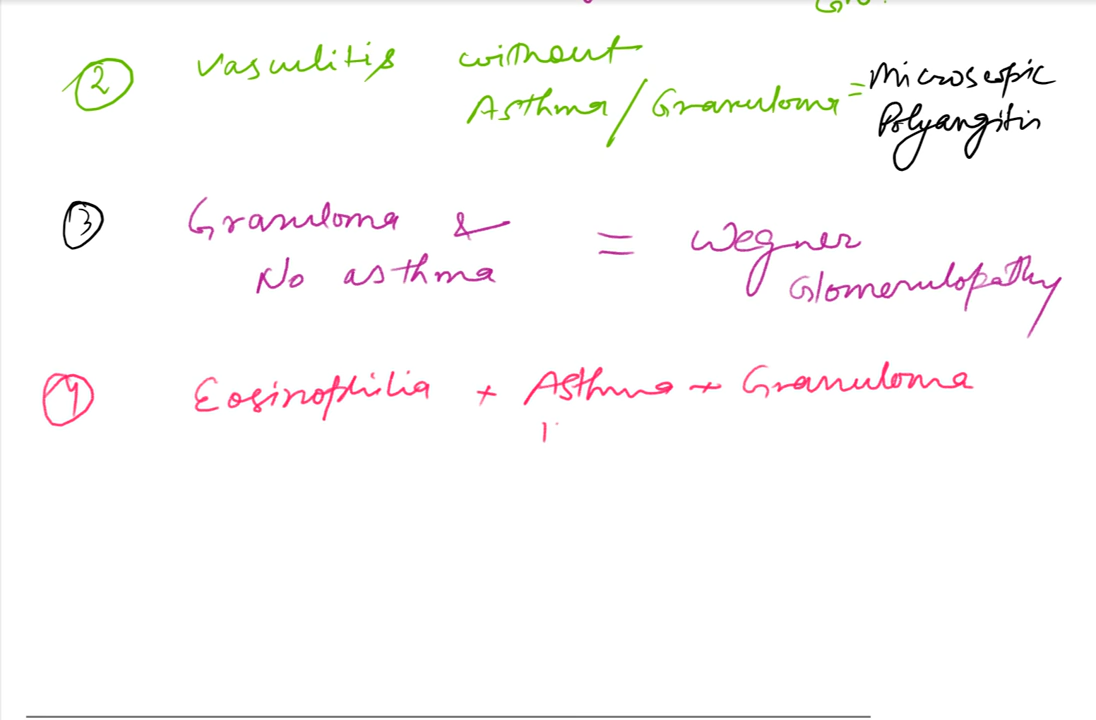 ② Vasculitis without
Asthma / Granuloma = Microscopic
Polyangitis
③ Granuloma &
No asthma = Wegner
Glomerulopathy
④ Eosinophilia + Asthma + Granuloma